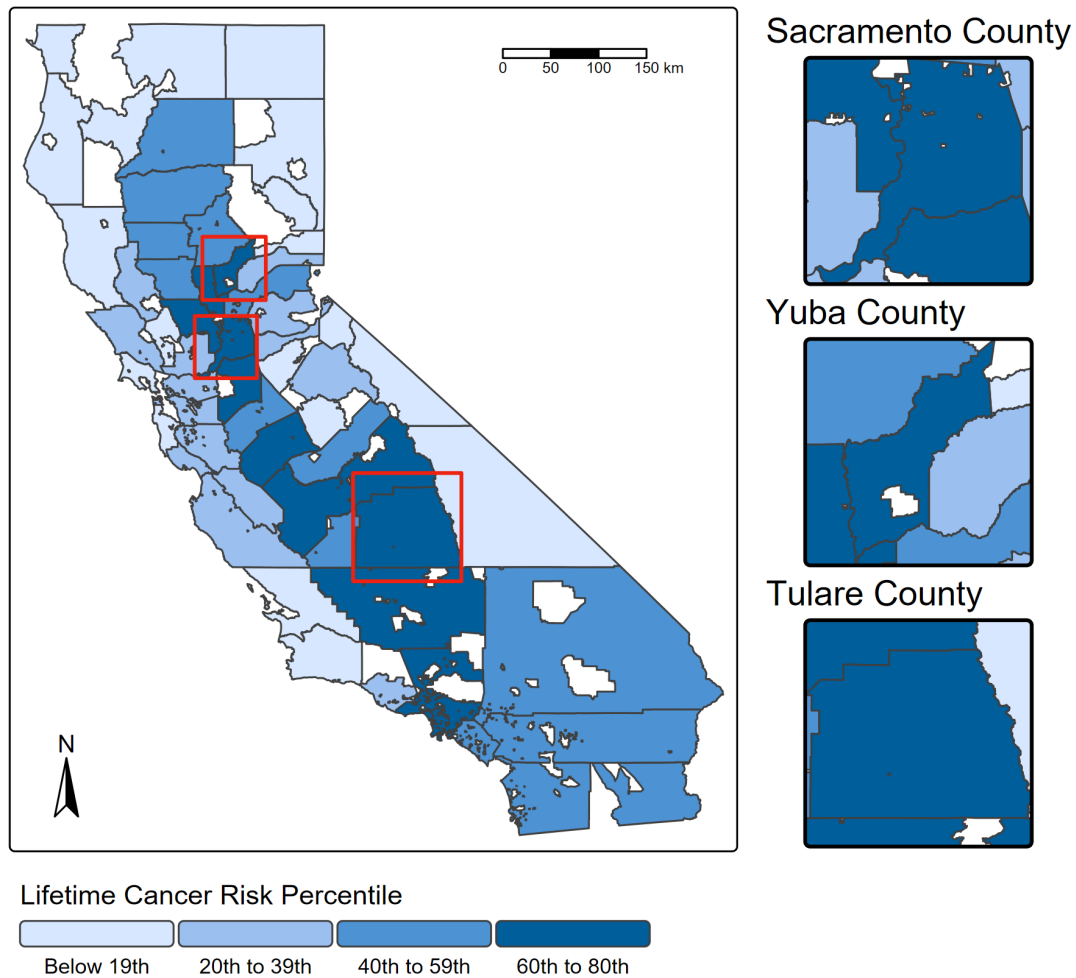 Sacramento County
0 50 100 150 km
Yuba County
Tulare County
N
Lifetime Cancer Risk Percentile
Below 19th 20th to 39th 40th to 59th 60th to 80th